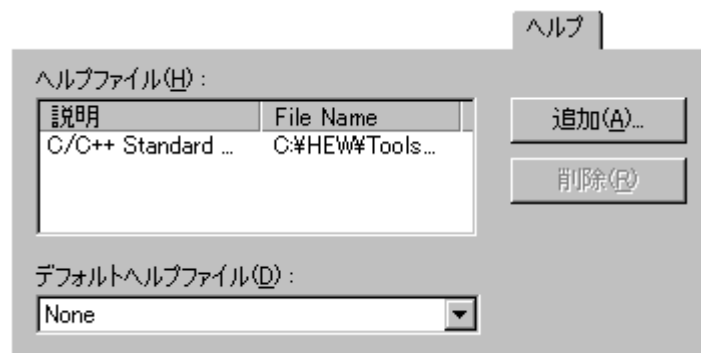 ヘルプ
ヘルプファイル(H):
説明 File Name
C/C++ Standard ... C:¥HEW¥Tools...
追加(A)...
削除(R)
デフォルトヘルプファイル(D):
None